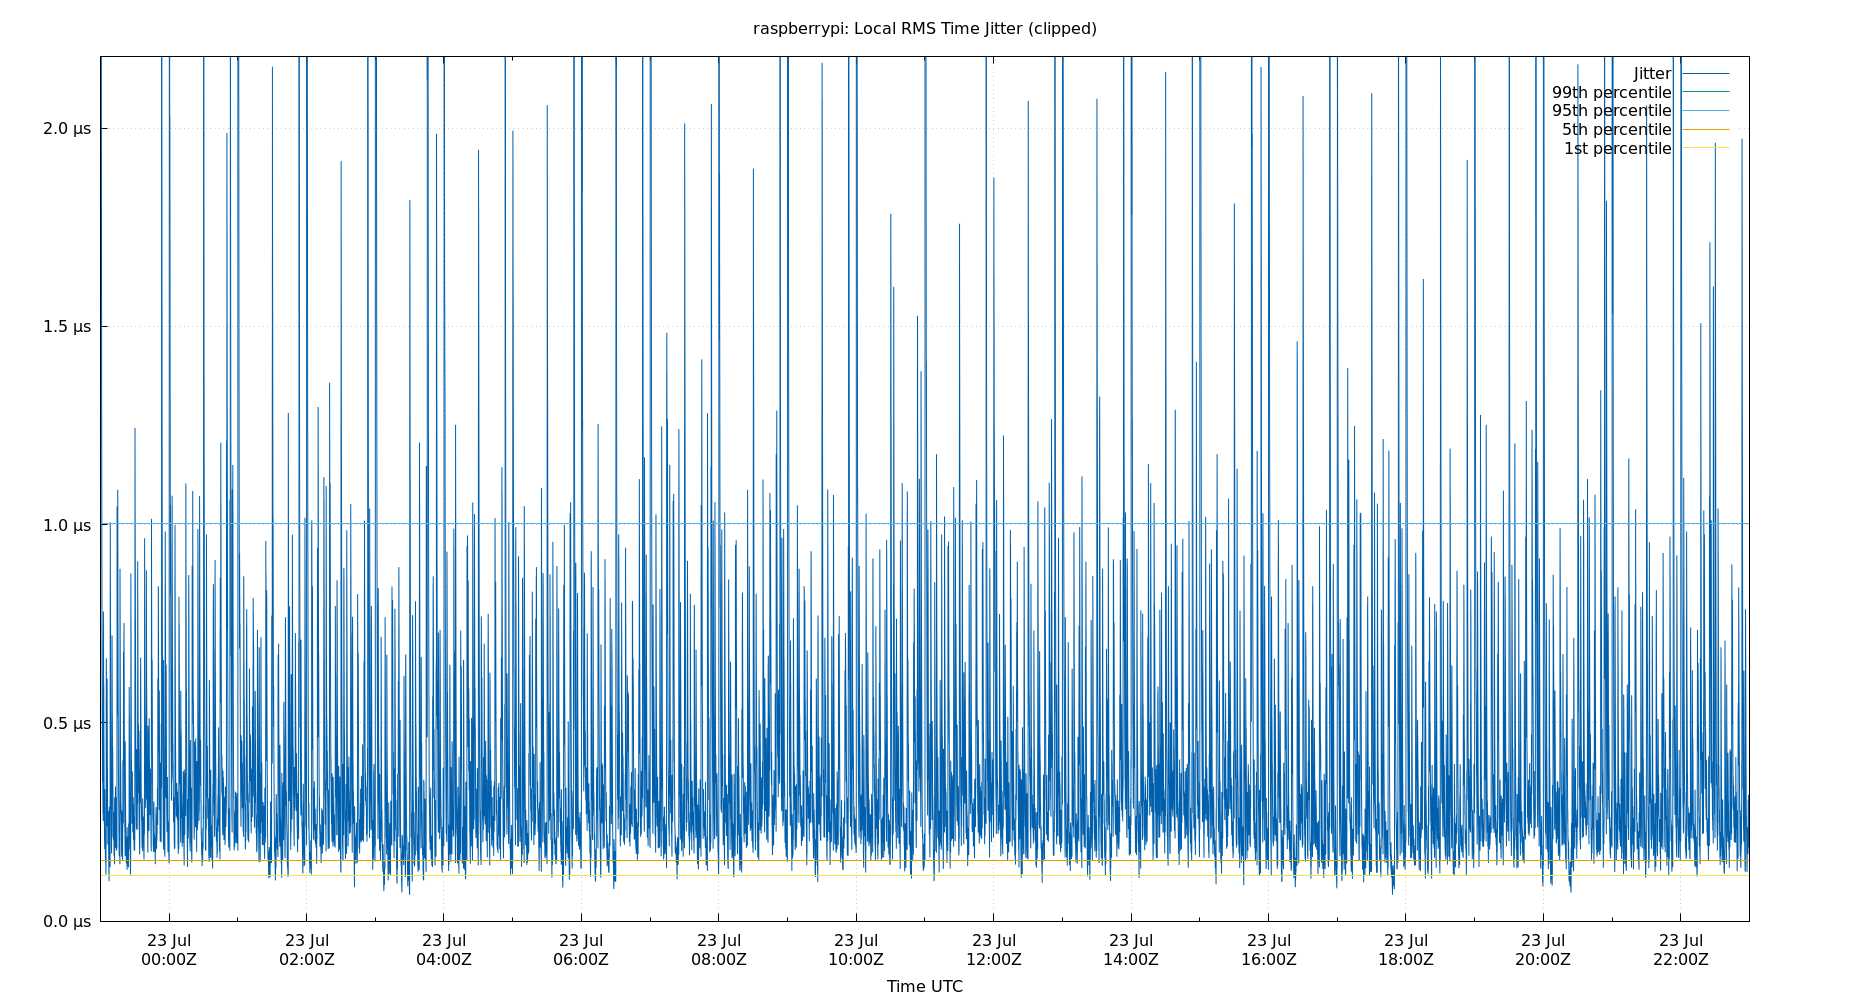 raspberrypi: Local RMS Time Jitter (clipped)
Jitter
99th percentile
95th percentile
5th percentile
1st percentile
2.0 µs
1.5 µs
1.0 µs
0.5 µs
0.0 µs
23 Jul 23 Jul 23 Jul 23 Jul 23 Jul 23 Jul 23 Jul 23 Jul 23 Jul 23 Jul 23 Jul 23 Jul
00:00Z 02:00Z 04:00Z 06:00Z 08:00Z 10:00Z 12:00Z 14:00Z 16:00Z 18:00Z 20:00Z 22:00Z
Time UTC